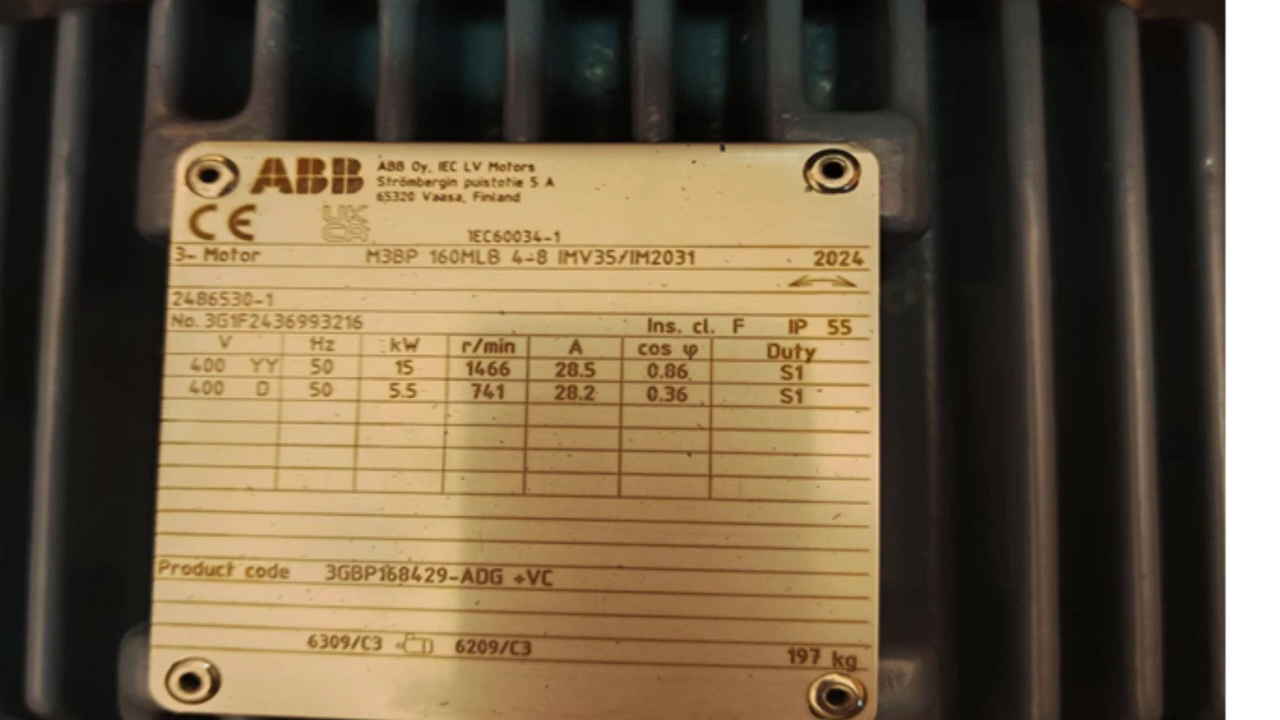 ABB
ABB Oy, IEC LV Motors
Strömbergin puistotie 5 A
65320 Vaasa, Finland
CE UK CA
IEC60034-1
3~ Motor M3BP 160MLB 4-8 IMV35/IM2031 2024
2486530-1
No. 3G1F2436993216 Ins. cl. F IP 55
V Hz kW r/min A cos φ Duty
400 YY 50 15 1466 28.5 0.86 S1
400 D 50 5.5 741 28.2 0.36 S1
Product code 3GBP168429-ADG +VC
6309/C3 6209/C3
197 kg